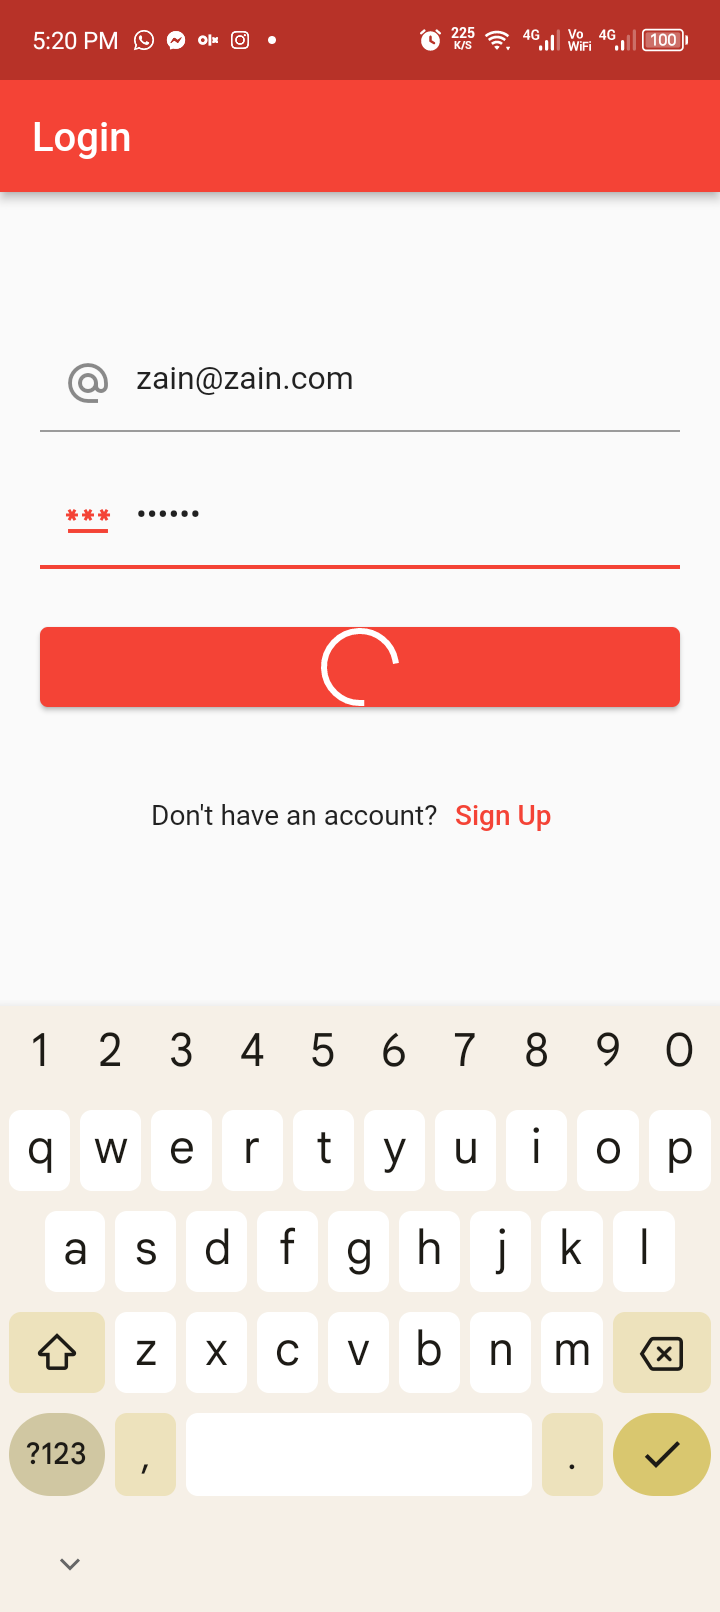 5:20 PM 225 K/S 4G Vo WiFi 4G 100
Login
zain@zain.com
*** ••••••
Don't have an account? Sign Up
1 2 3 4 5 6 7 8 9 0
q w e r t y u i o p
a s d f g h j k l
z x c v b n m
?123 , .